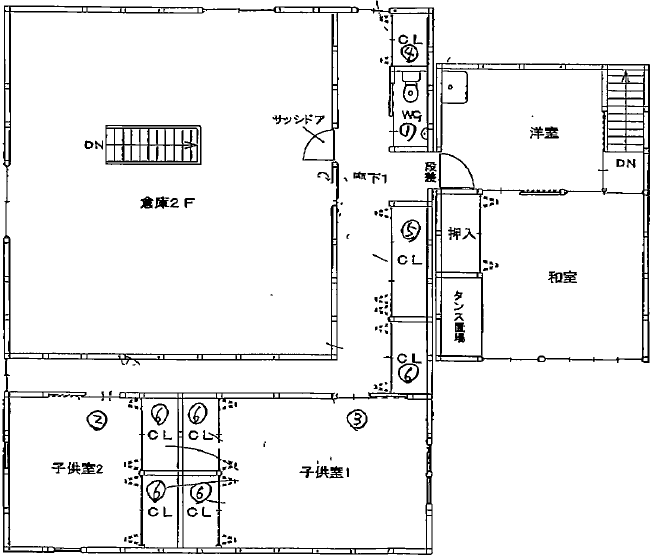 CL
④
WC
⑦
サッシドア
洋室
DN
DN
段差
廊下1
倉庫2F
⑤
CL
押入
和室
タンス置場
CL
⑥
②
⑥
⑥
③
CL
CL
子供室2
子供室1
⑥
⑥
CL
CL